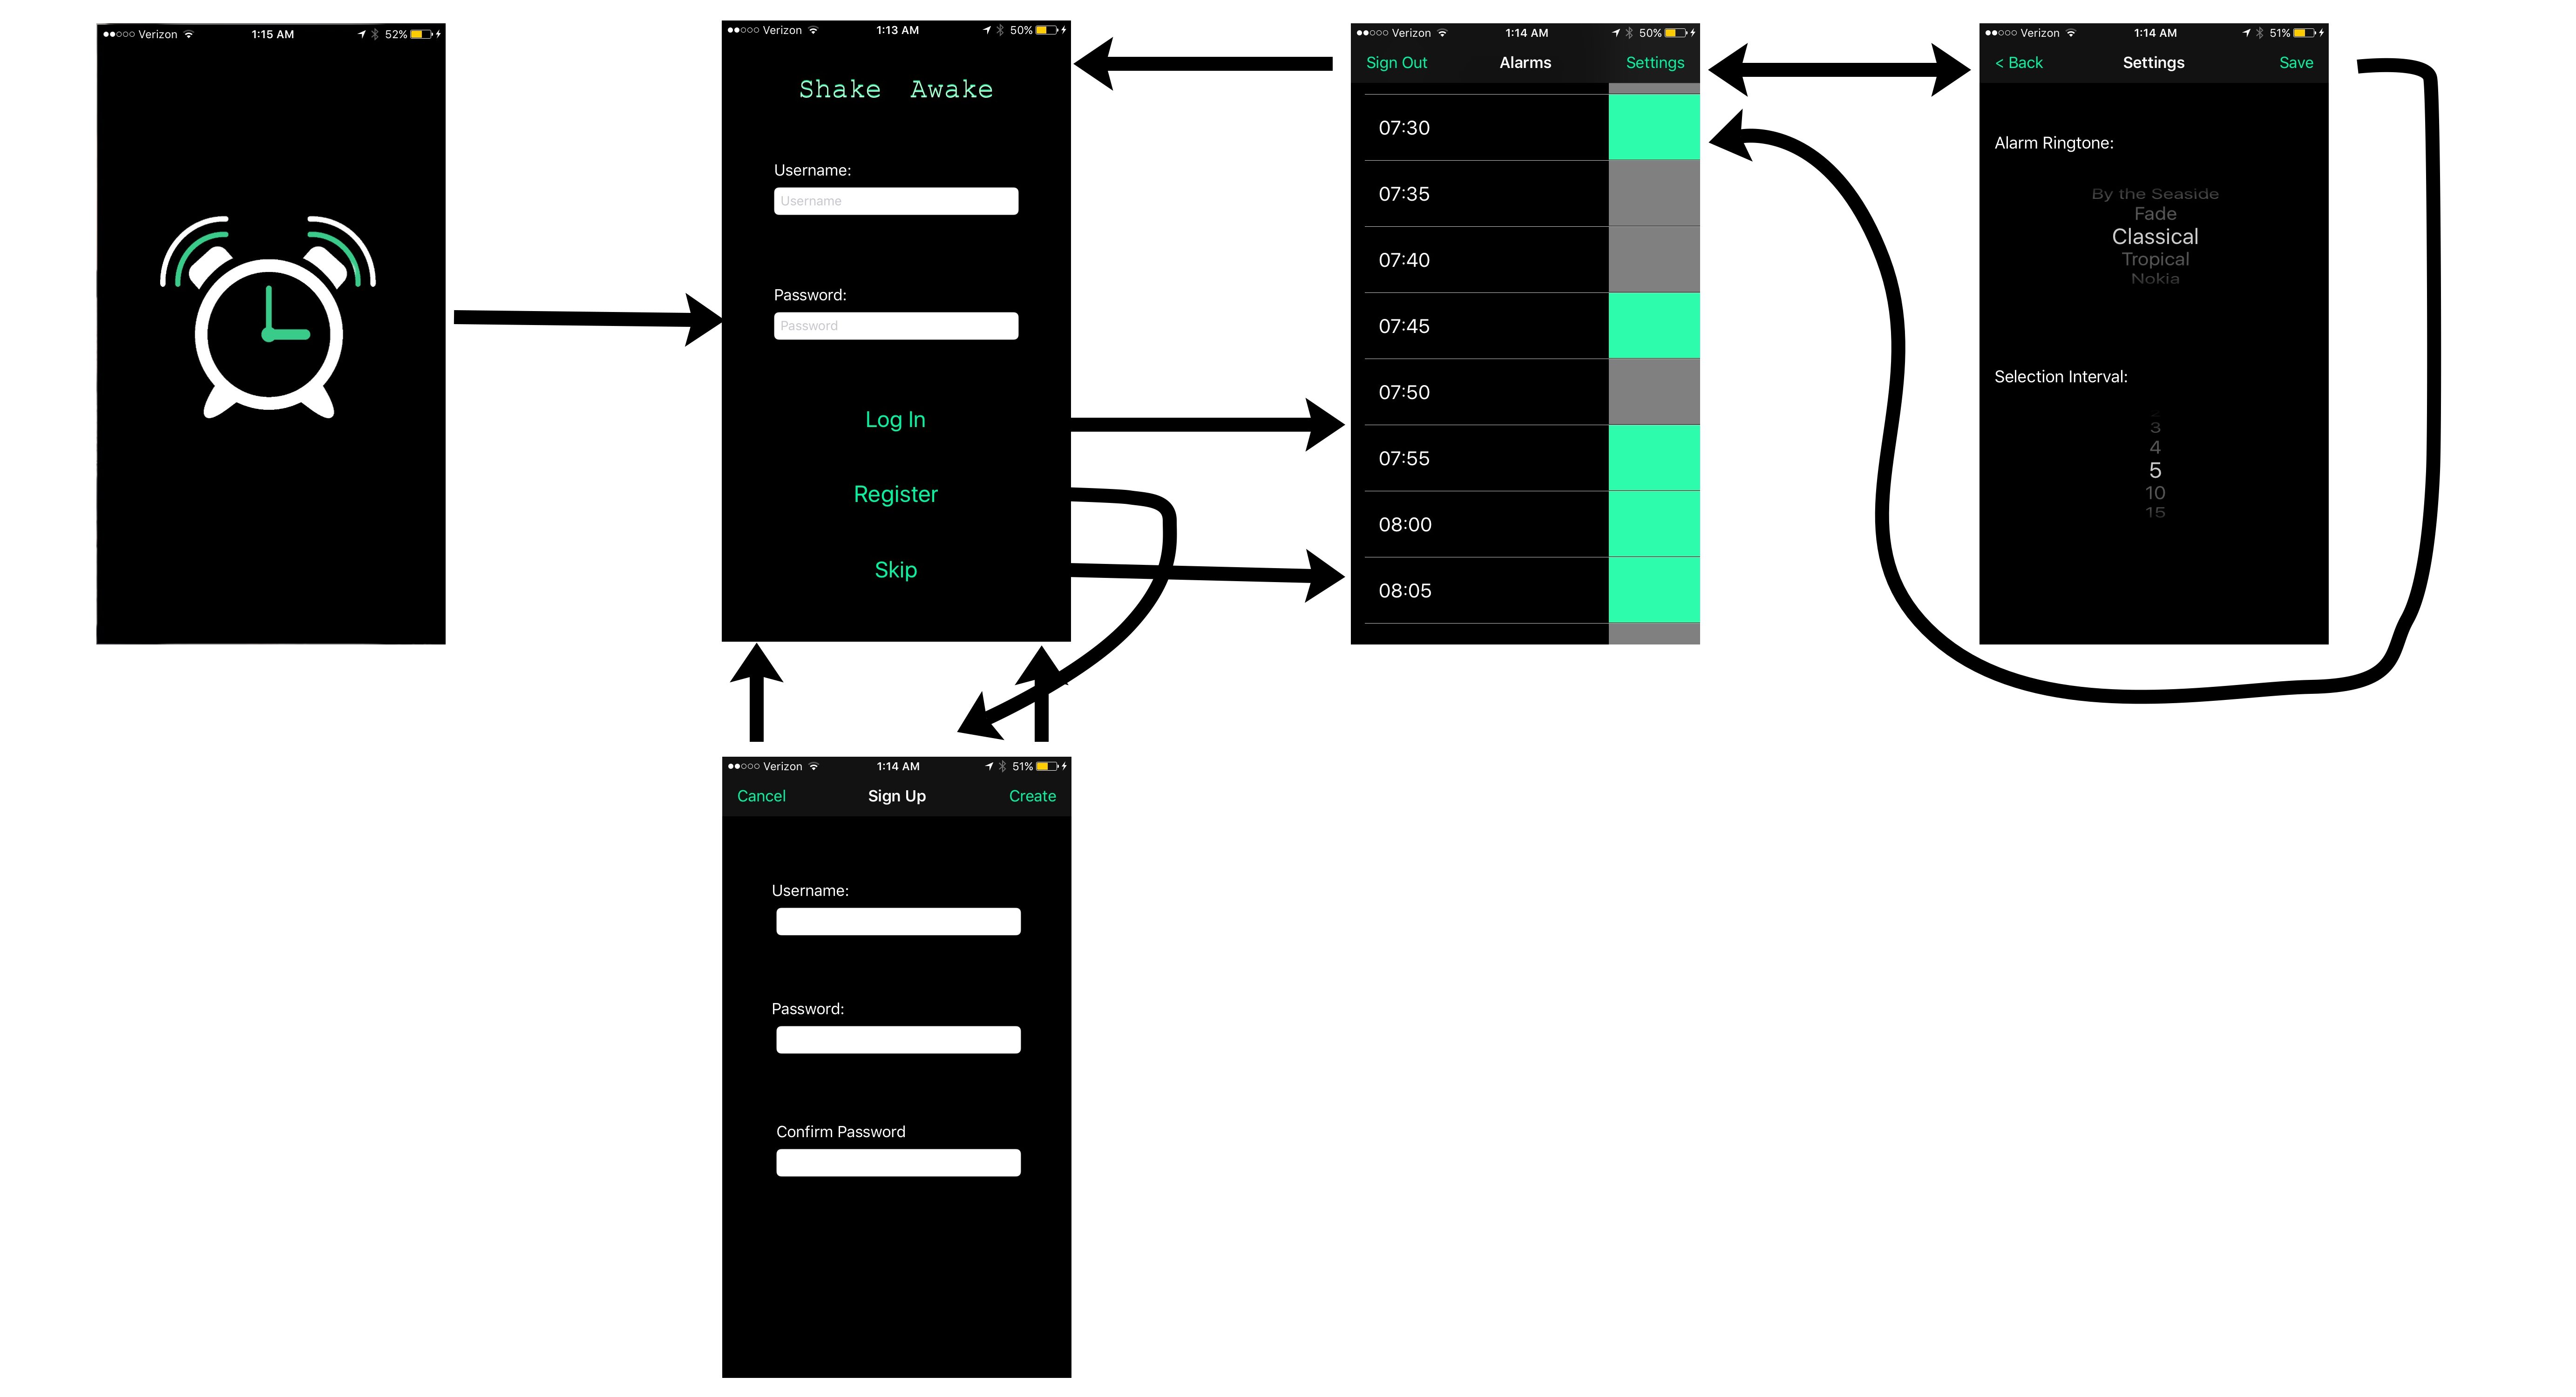 Verizon 1:15 AM 52%
Verizon 1:13 AM 50%
Shake Awake
Username:
Username
Password:
Password
Log In
Register
Skip
Verizon 1:14 AM 50%
Sign Out Alarms Settings
07:30
07:35
07:40
07:45
07:50
07:55
08:00
08:05
Verizon 1:14 AM 51%
< Back Settings Save
Alarm Ringtone:
By the Seaside
Fade
Classical
Tropical
Nokia
Selection Interval:
3
4
5
10
15
Verizon 1:14 AM 51%
Cancel Sign Up Create
Username:
Password:
Confirm Password